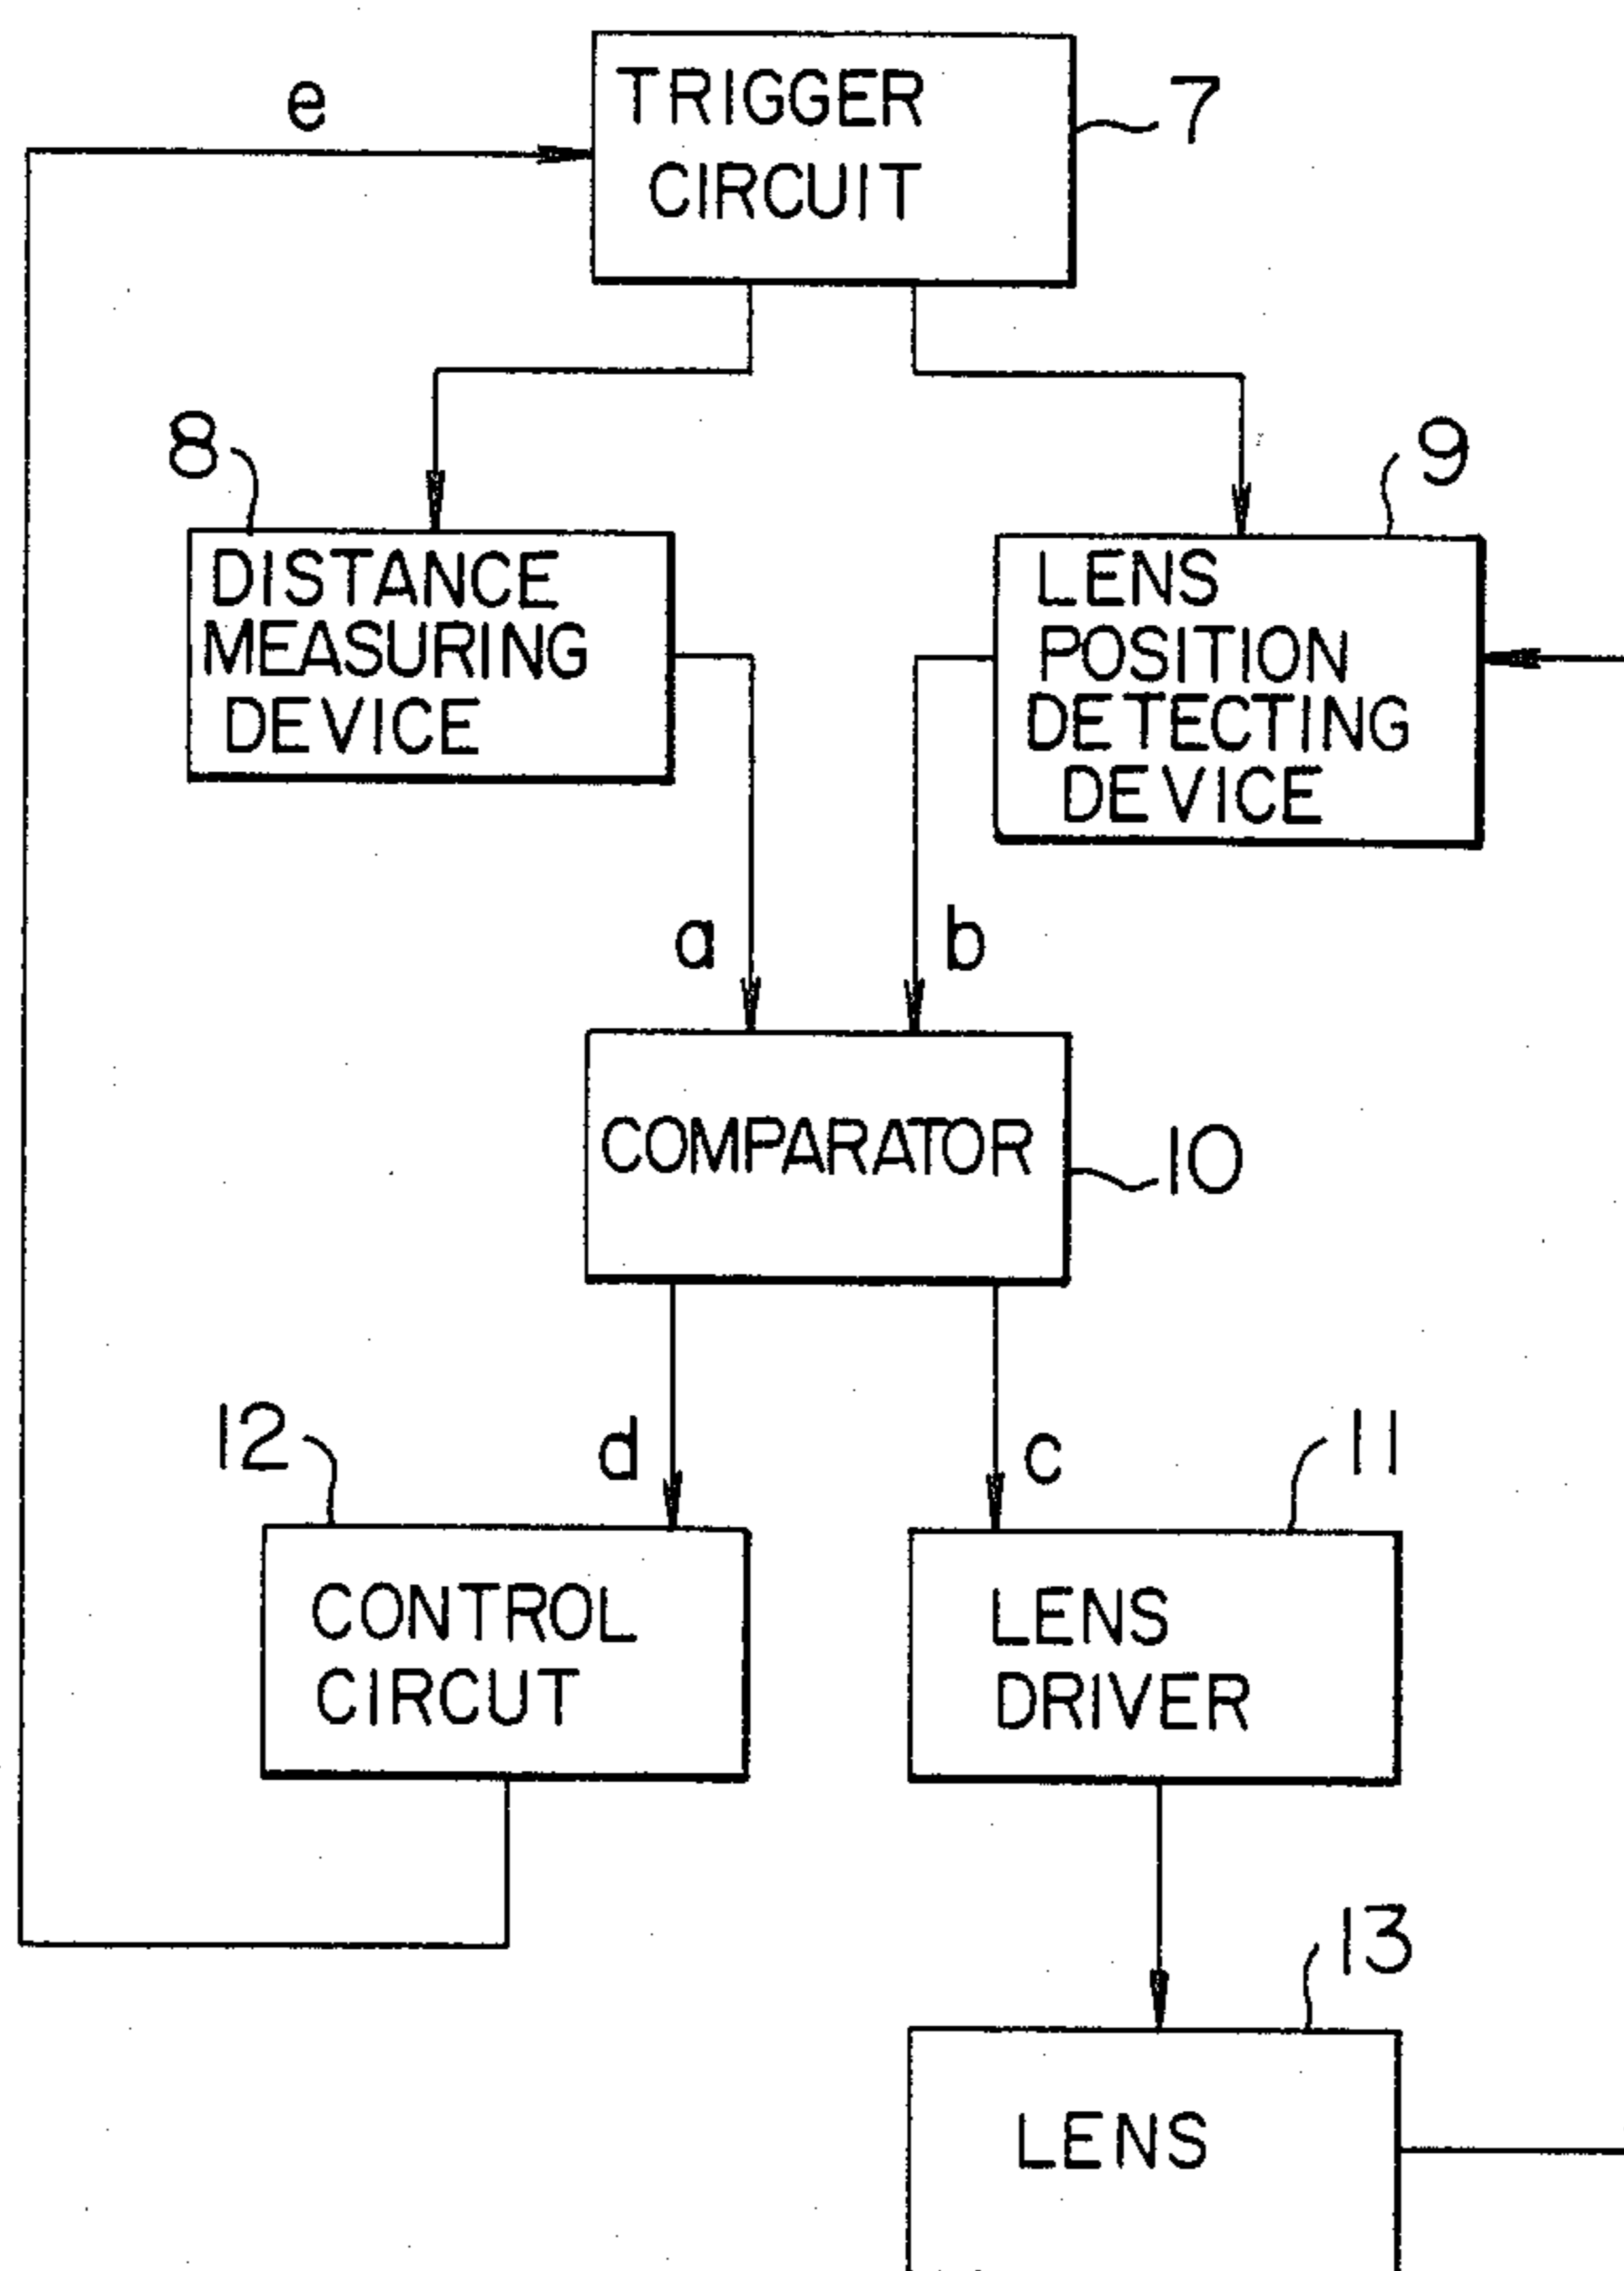 e
TRIGGER
CIRCUIT
7
8
DISTANCE
MEASURING
DEVICE
9
LENS
POSITION
DETECTING
DEVICE
a
b
COMPARATOR
10
d
c
12
CONTROL
CIRCUT
11
LENS
DRIVER
13
LENS